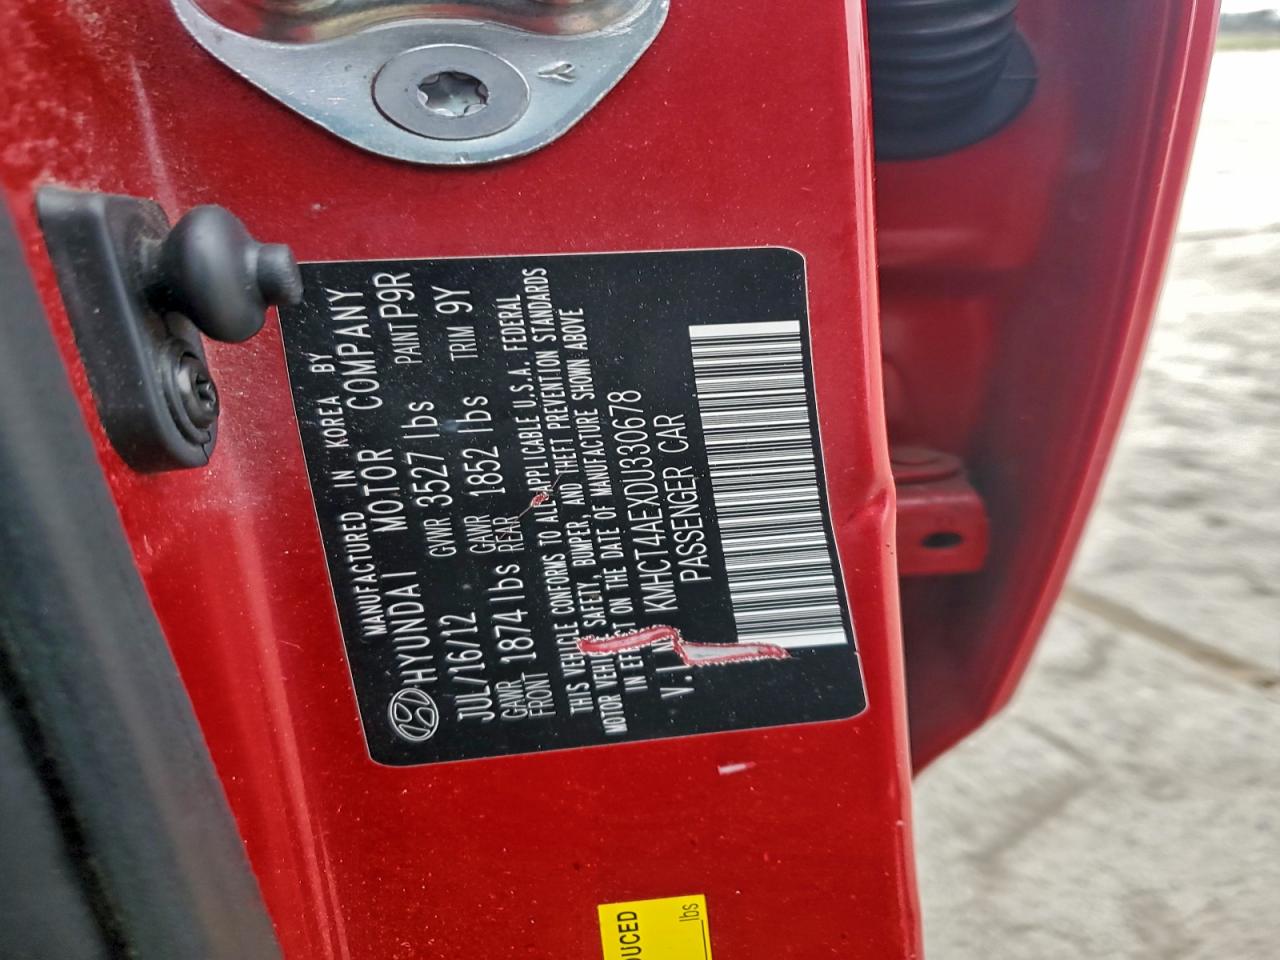 MANUFACTURED IN KOREA BY
HYUNDAI MOTOR COMPANY
JUL/16/12 GVWR 3527 lbs PAINT P9R
GAWR FRONT 1874 lbs GAWR REAR 1852 lbs TRIM 9Y
THIS VEHICLE CONFORMS TO ALL APPLICABLE U.S.A. FEDERAL
MOTOR VEHICLE SAFETY, BUMPER, AND THEFT PREVENTION STANDARDS
IN EFFECT ON THE DATE OF MANUFACTURE SHOWN ABOVE
V.I.N. KMHCT4AEXDU330678
PASSENGER CAR
DUCED
lbs